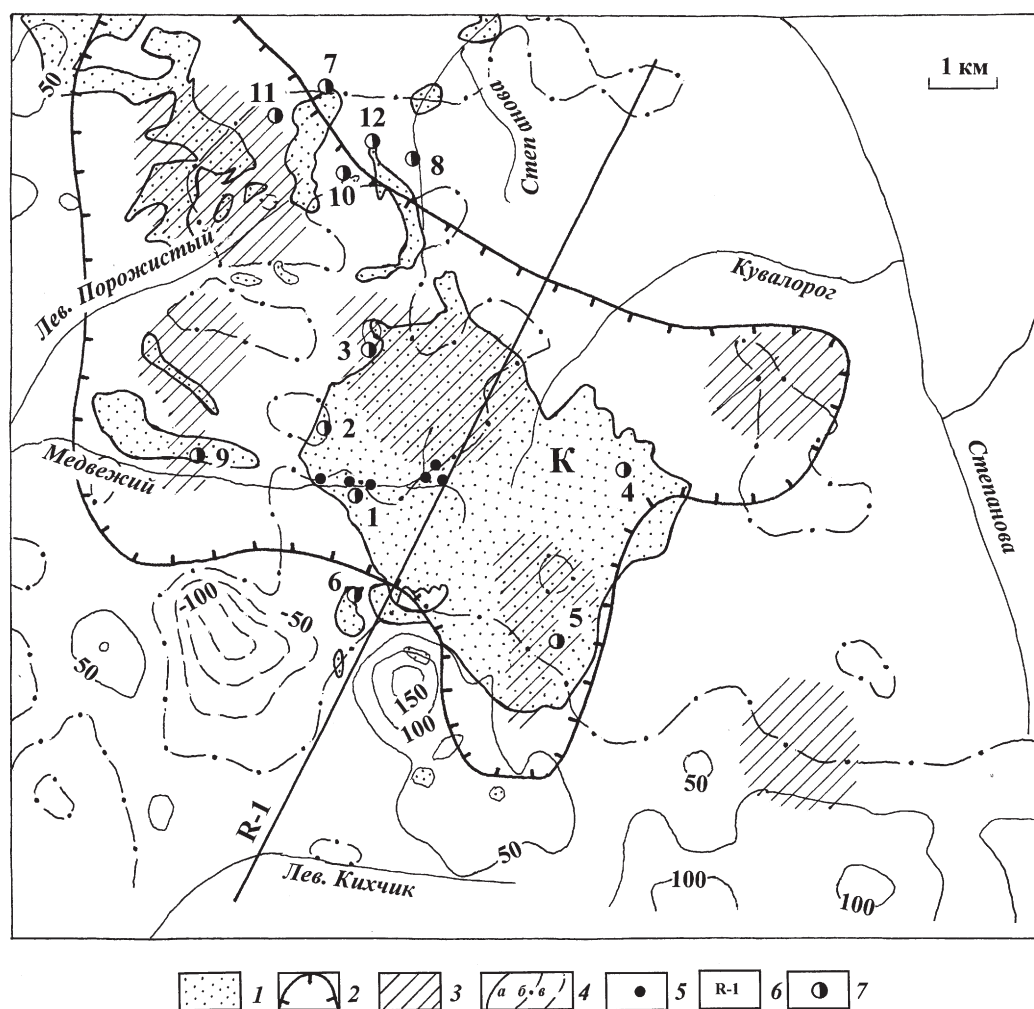 1 км
50
7
11
12
8
10
Степанова
Лев. Порожистый
Кувалорог
3
2
9
К
4
Медвежий
1
Степанова
6
5
-100
-50
50
150
100
50
R-1
50
Лев. Кихчик
100
100
1 2 3 а б в 4 5 R-1 6 7